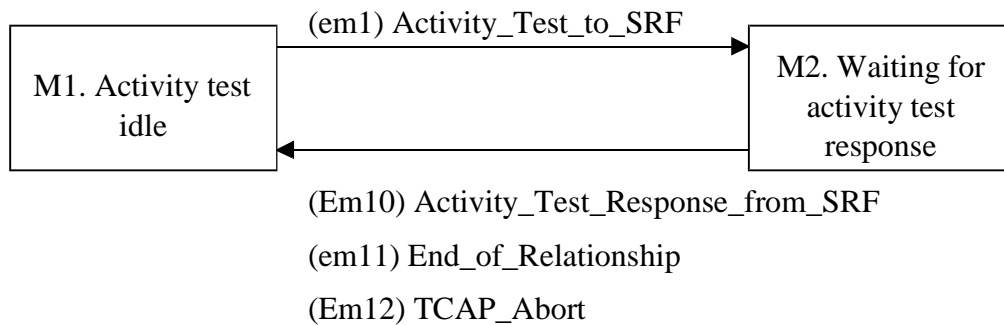 (em1) Activity_Test_to_SRF
M1. Activity test
idle
M2. Waiting for
activity test
response
(Em10) Activity_Test_Response_from_SRF
(em11) End_of_Relationship
(Em12) TCAP_Abort